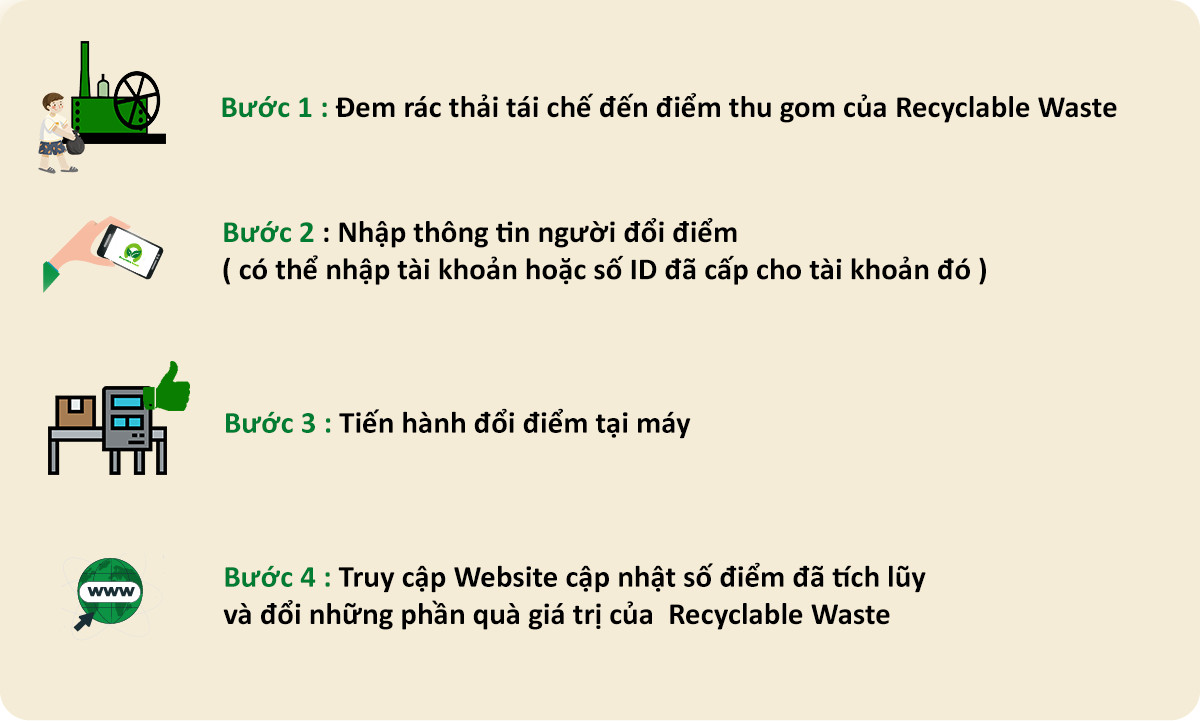 Bước 1 : Đem rác thải tái chế đến điểm thu gom của Recyclable Waste
Bước 2 : Nhập thông tin người đổi điểm
( có thể nhập tài khoản hoặc số ID đã cấp cho tài khoản đó )
Bước 3 : Tiến hành đổi điểm tại máy
Bước 4 : Truy cập Website cập nhật số điểm đã tích lũy
www
và đổi những phần quà giá trị của  Recyclable Waste